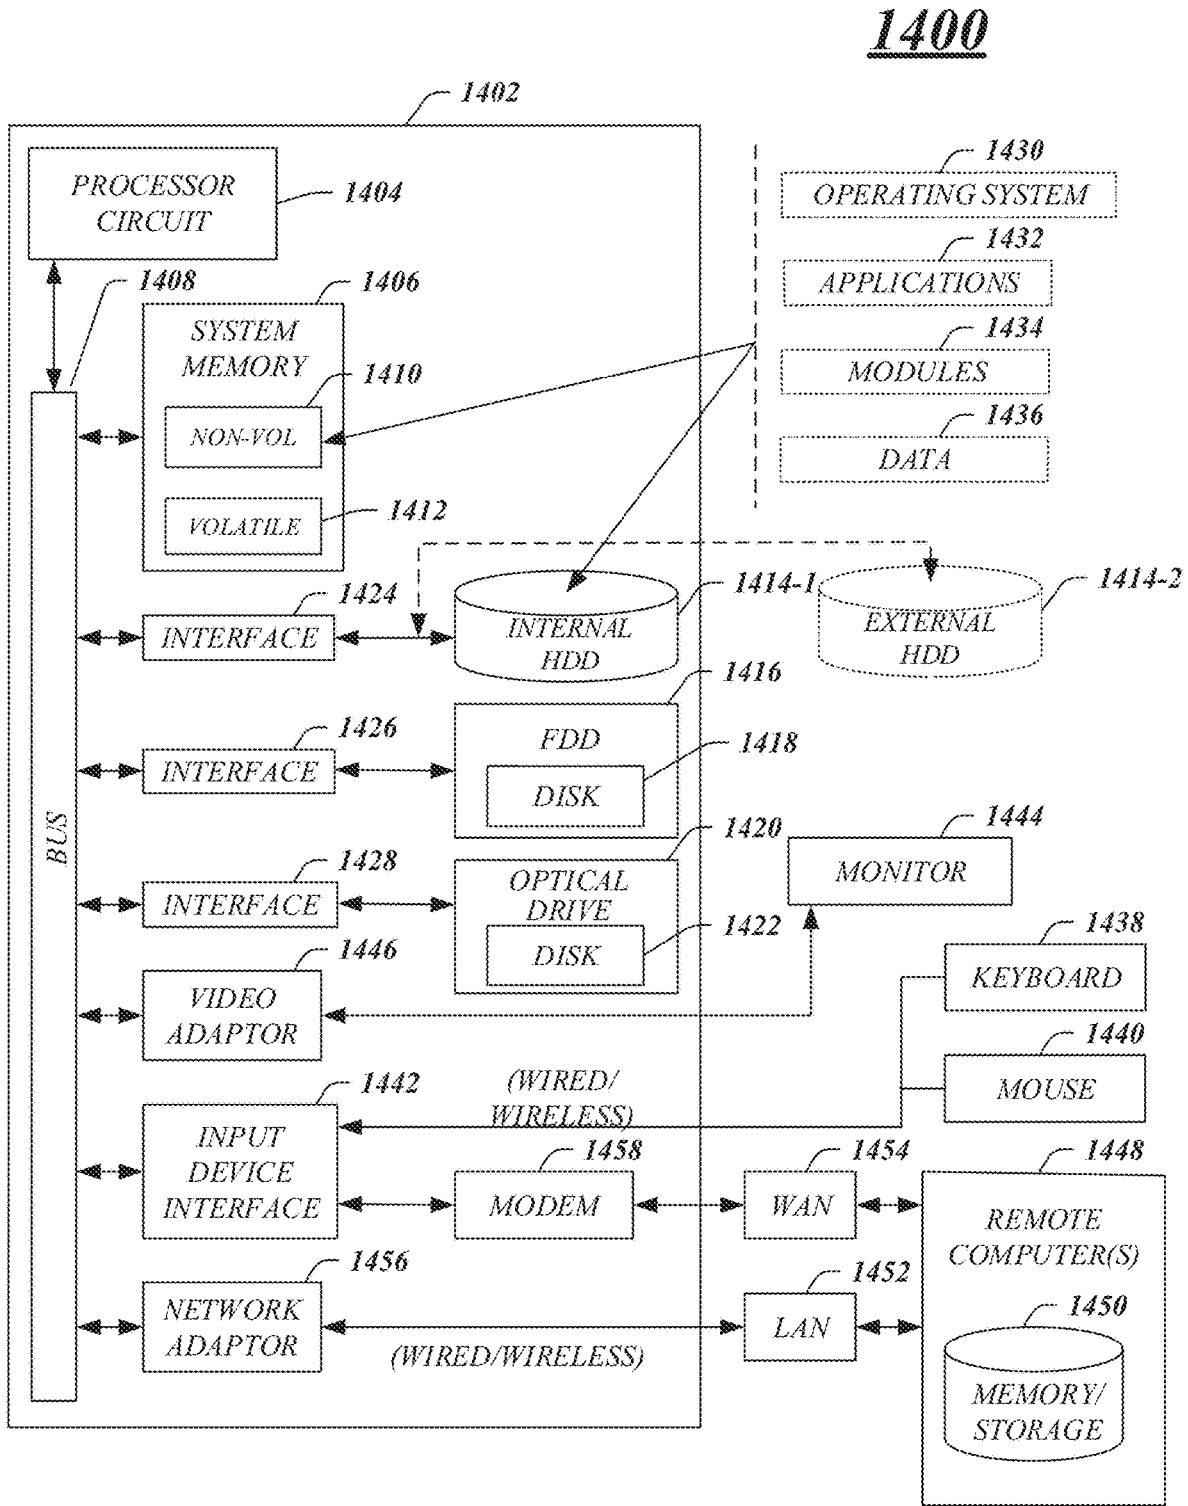 1400
1402
PROCESSOR
CIRCUIT
1404
1430
OPERATING SYSTEM
1408
1406
1432
APPLICATIONS
SYSTEM
MEMORY
1410
NON-VOL
1434
MODULES
1436
DATA
1412
VOLATILE
1424
INTERFACE
1414-1
INTERNAL
HDD
1414-2
EXTERNAL
HDD
1416
1426
INTERFACE
FDD
1418
DISK
BUS
1420
1444
MONITOR
1428
INTERFACE
OPTICAL
DRIVE
1422
DISK
1438
KEYBOARD
1446
VIDEO
ADAPTOR
1440
MOUSE
1442
(WIRED/
WIRELESS)
INPUT
DEVICE
INTERFACE
1458
MODEM
1454
WAN
1448
REMOTE
COMPUTER(S)
1456
NETWORK
ADAPTOR
(WIRED/WIRELESS)
1452
LAN
1450
MEMORY/
STORAGE